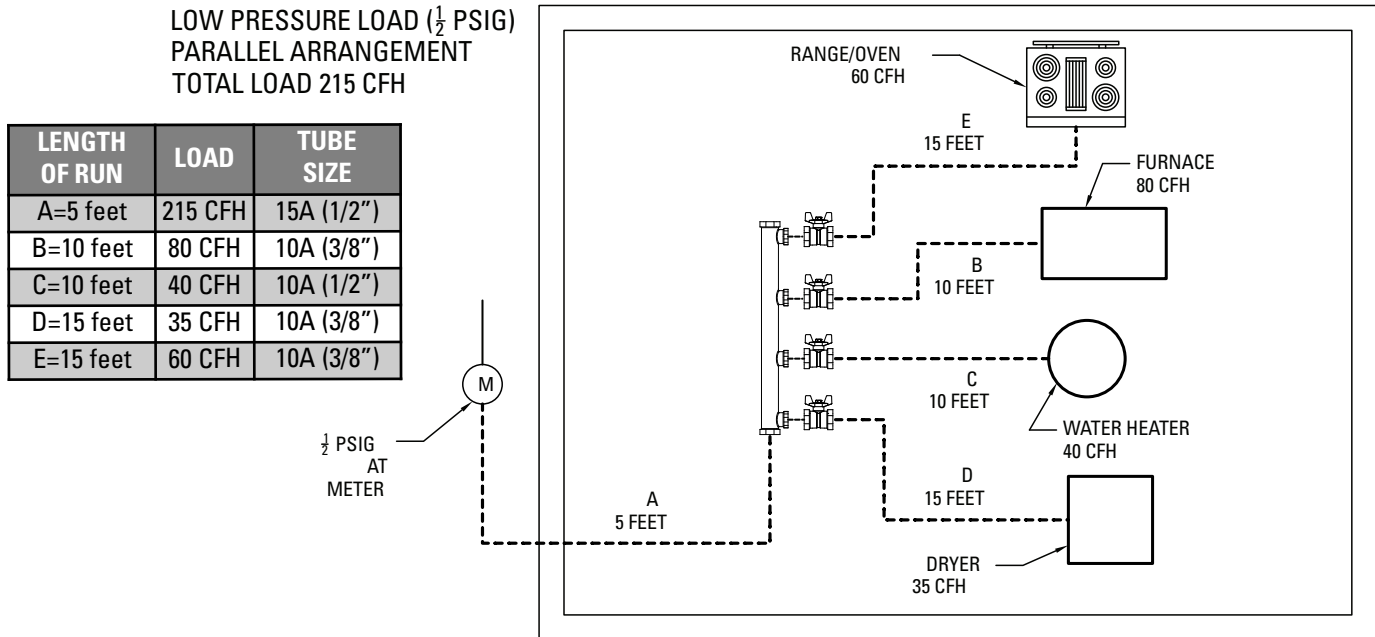 LOW PRESSURE LOAD (½ PSIG)
PARALLEL ARRANGEMENT
TOTAL LOAD 215 CFH
LENGTH OF RUN LOAD TUBE SIZE
A=5 feet 215 CFH 15A (1/2”)
B=10 feet 80 CFH 10A (3/8”)
C=10 feet 40 CFH 10A (1/2”)
D=15 feet 35 CFH 10A (3/8”)
E=15 feet 60 CFH 10A (3/8”)
M
½ PSIG
AT
METER
A
5 FEET
RANGE/OVEN
60 CFH
E
15 FEET
FURNACE
80 CFH
B
10 FEET
C
10 FEET
WATER HEATER
40 CFH
D
15 FEET
DRYER
35 CFH